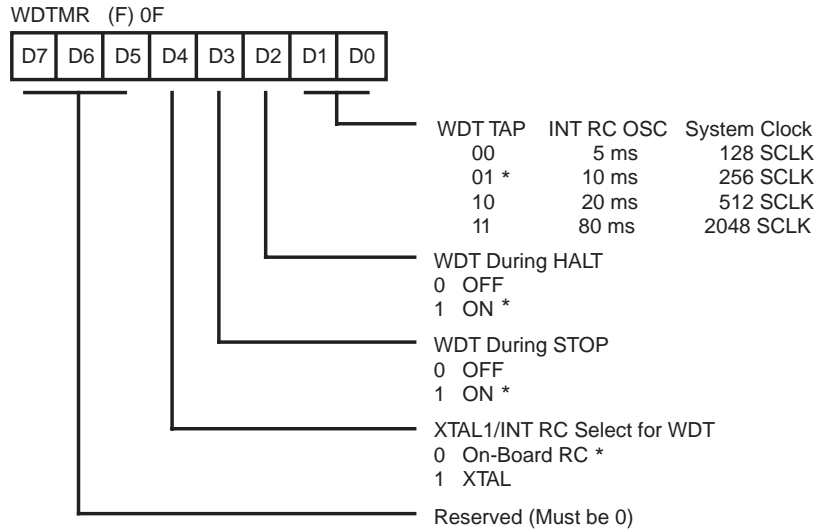 WDTMR (F) 0F
D7 D6 D5 D4 D3 D2 D1 D0
WDT TAP INT RC OSC System Clock
00 5 ms 128 SCLK
01 * 10 ms 256 SCLK
10 20 ms 512 SCLK
11 80 ms 2048 SCLK
WDT During HALT
0 OFF
1 ON *
WDT During STOP
0 OFF
1 ON *
XTAL1/INT RC Select for WDT
0 On-Board RC *
1 XTAL
Reserved (Must be 0)